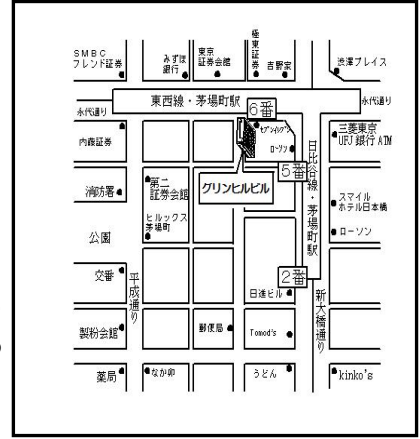 SMBC
フレンド証券
みずほ
銀行
東京
証券会館
極
東
証
券
吉野家
渋澤プレイス
永代通り
東西線・茅場町駅
6番
永代通り
内藤証券
セブンイレブン
ローソン
三菱東京
UFJ銀行ATM
日比谷線・茅場町駅
5番
グリンヒルビル
消防署
第二
証券会館
ヒルックス
茅場町
スマイル
ホテル日本橋
ローソン
公園
交番
平成通り
2番
日進ビル
新大橋通り
製粉会館
郵便局
Tomod's
薬局
なか卯
うどん
kinko's